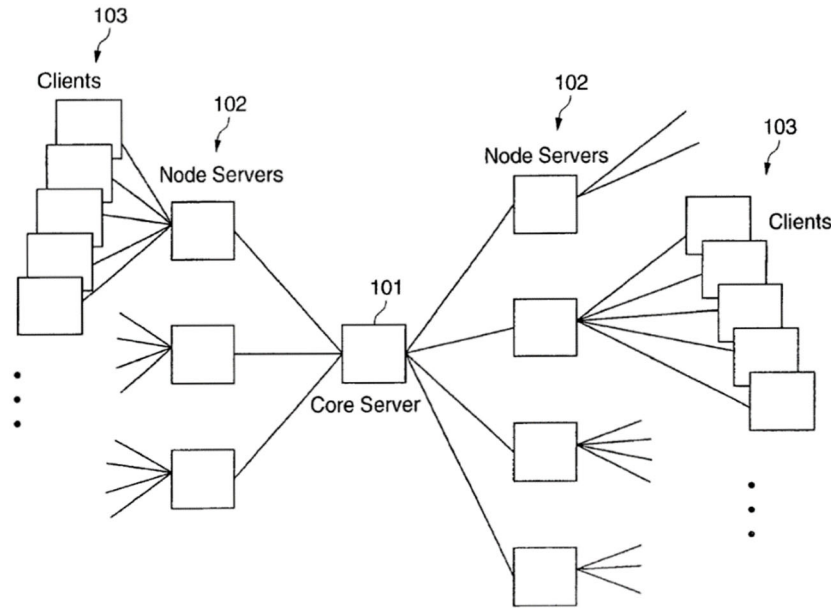 103
Clients
102
Node Servers
101
Core Server
102
Node Servers
103
Clients